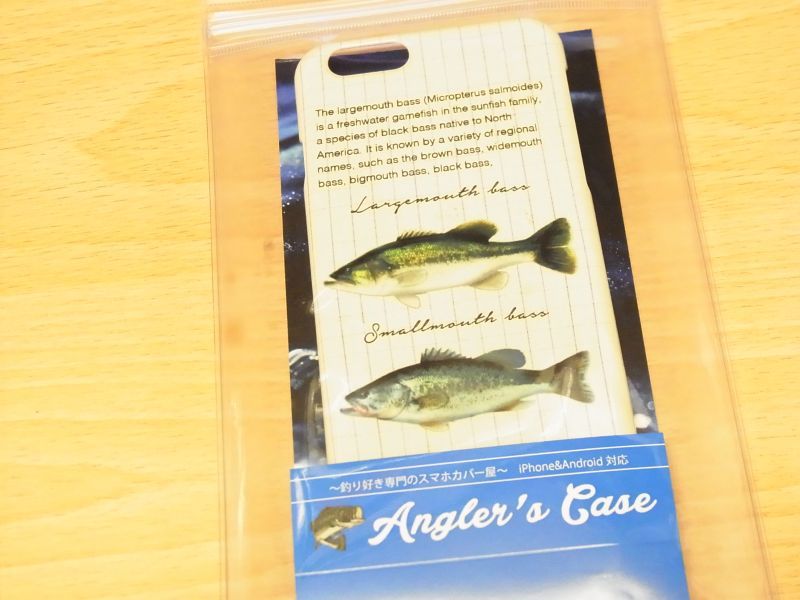 The largemouth bass (Micropterus salmoides)
is a freshwater gamefish in the sunfish family,
a species of black bass native to North
America. It is known by a variety of regional
names, such as the brown bass, widemouth
bass, bigmouth bass, black bass,
Largemouth bass
Smallmouth bass
～釣り好き専門のスマホカバー屋～ iPhone&Android 対応
Angler's Case